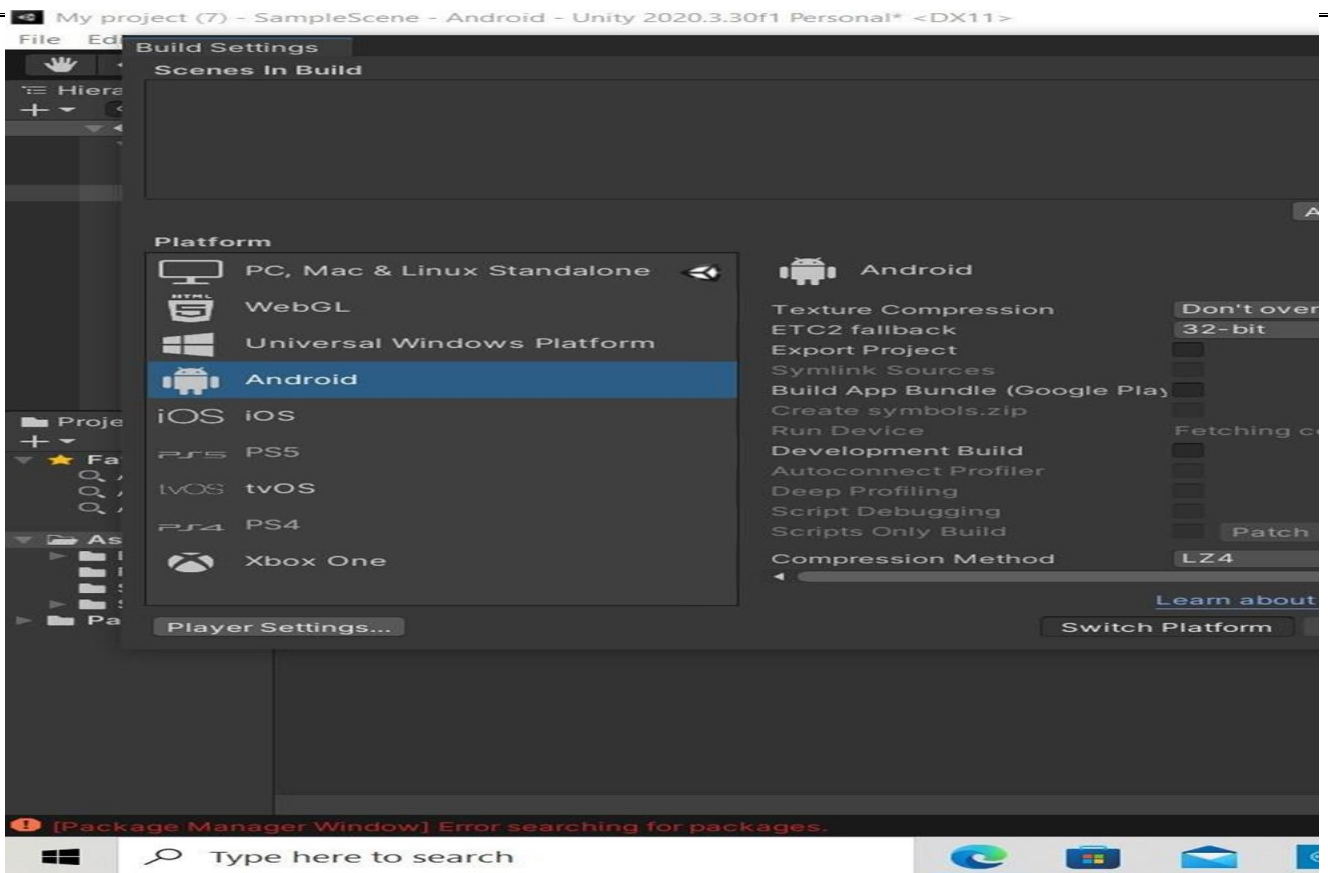 My project (7) - SampleScene - Android - Unity 2020.3.30f1 Personal* <DX11>
File
Build Settings
Scenes In Build
Platform
PC, Mac & Linux Standalone
HTML
WebGL
Universal Windows Platform
Android
iOS iOS
PS5 PS5
tvOS tvOS
PS4 PS4
Xbox One
Player Settings...
Android
Texture Compression Don't
ETC2 fallback 32-bit
Export Project
Symlink Sources
Build App Bundle (Google
Create symbols.zip
Run Device Fetching
Development Build
Autoconnect Profiler
Deep Profiling
Script Debugging
Scripts Only Build Patch
Compression Method LZ4
Learn about
Switch Platform
[Package Manager Window] Error searching for packages.
Type here to search